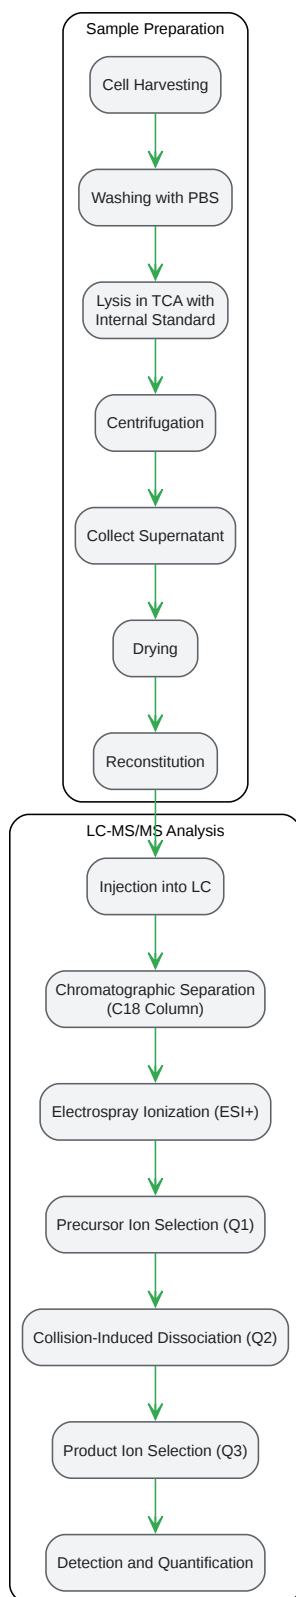 Sample Preparation
Cell Harvesting
Washing with PBS
Lysis in TCA with
Internal Standard
Centrifugation
Collect Supernatant
Drying
Reconstitution
LC-MS/MS Analysis
Injection into LC
Chromatographic Separation
(C18 Column)
Electrospray Ionization (ESI+)
Precursor Ion Selection (Q1)
Collision-Induced Dissociation (Q2)
Product Ion Selection (Q3)
Detection and Quantification